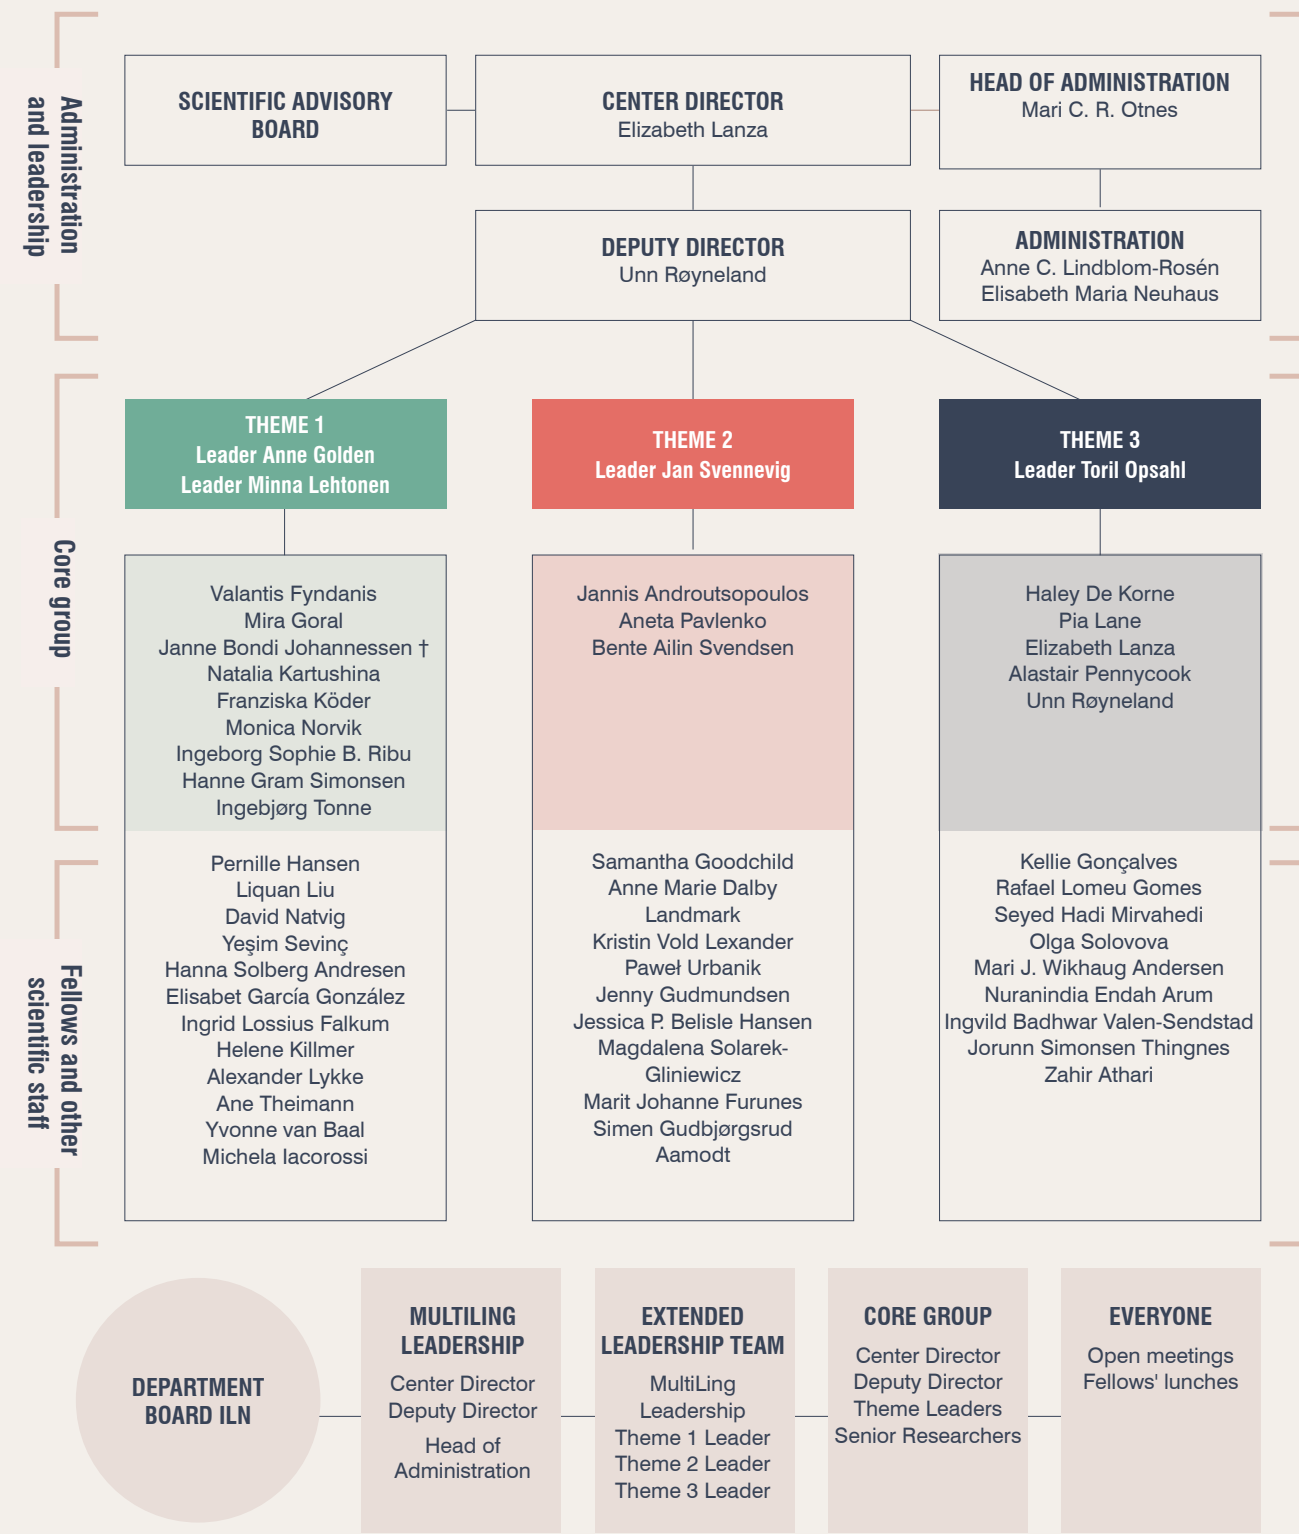 Administration
and leadership
SCIENTIFIC ADVISORY
BOARD
CENTER DIRECTOR
Elizabeth Lanza
HEAD OF ADMINISTRATION
Mari C. R. Otnes
DEPUTY DIRECTOR
Unn Røyneland
ADMINISTRATION
Anne C. Lindblom-Rosén
Elisabeth Maria Neuhaus
Core group
THEME 1
Leader Anne Golden
Leader Minna Lehtonen
THEME 2
Leader Jan Svennevig
THEME 3
Leader Toril Opsahl
Valantis Fyndanis
Mira Goral
Janne Bondi Johannessen †
Natalia Kartushina
Franziska Köder
Monica Norvik
Ingeborg Sophie B. Ribu
Hanne Gram Simonsen
Ingebjørg Tonne
Jannis Androutsopoulos
Aneta Pavlenko
Bente Ailin Svendsen
Haley De Korne
Pia Lane
Elizabeth Lanza
Alastair Pennycook
Unn Røyneland
Fellows and other
scientific staff
Pernille Hansen
Liquan Liu
David Natvig
Yeşim Sevinç
Hanna Solberg Andresen
Elisabet García González
Ingrid Lossius Falkum
Helene Killmer
Alexander Lykke
Ane Theimann
Yvonne van Baal
Michela Iacorossi
Samantha Goodchild
Anne Marie Dalby
Landmark
Kristin Vold Lexander
Paweł Urbanik
Jenny Gudmundsen
Jessica P. Belisle Hansen
Magdalena Solarek-
Gliniewicz
Marit Johanne Furunes
Simen Gudbjørgsrud
Aamodt
Kellie Gonçalves
Rafael Lomeu Gomes
Seyed Hadi Mirvahedi
Olga Solovova
Mari J. Wikhaug Andersen
Nuranindia Endah Arum
Ingvild Badhwar Valen-Sendstad
Jorunn Simonsen Thingnes
Zahir Athari
DEPARTMENT
BOARD ILN
MULTILING
LEADERSHIP
Center Director
Deputy Director
Head of
Administration
EXTENDED
LEADERSHIP TEAM
MultiLing
Leadership
Theme 1 Leader
Theme 2 Leader
Theme 3 Leader
CORE GROUP
Center Director
Deputy Director
Theme Leaders
Senior Researchers
EVERYONE
Open meetings
Fellows' lunches